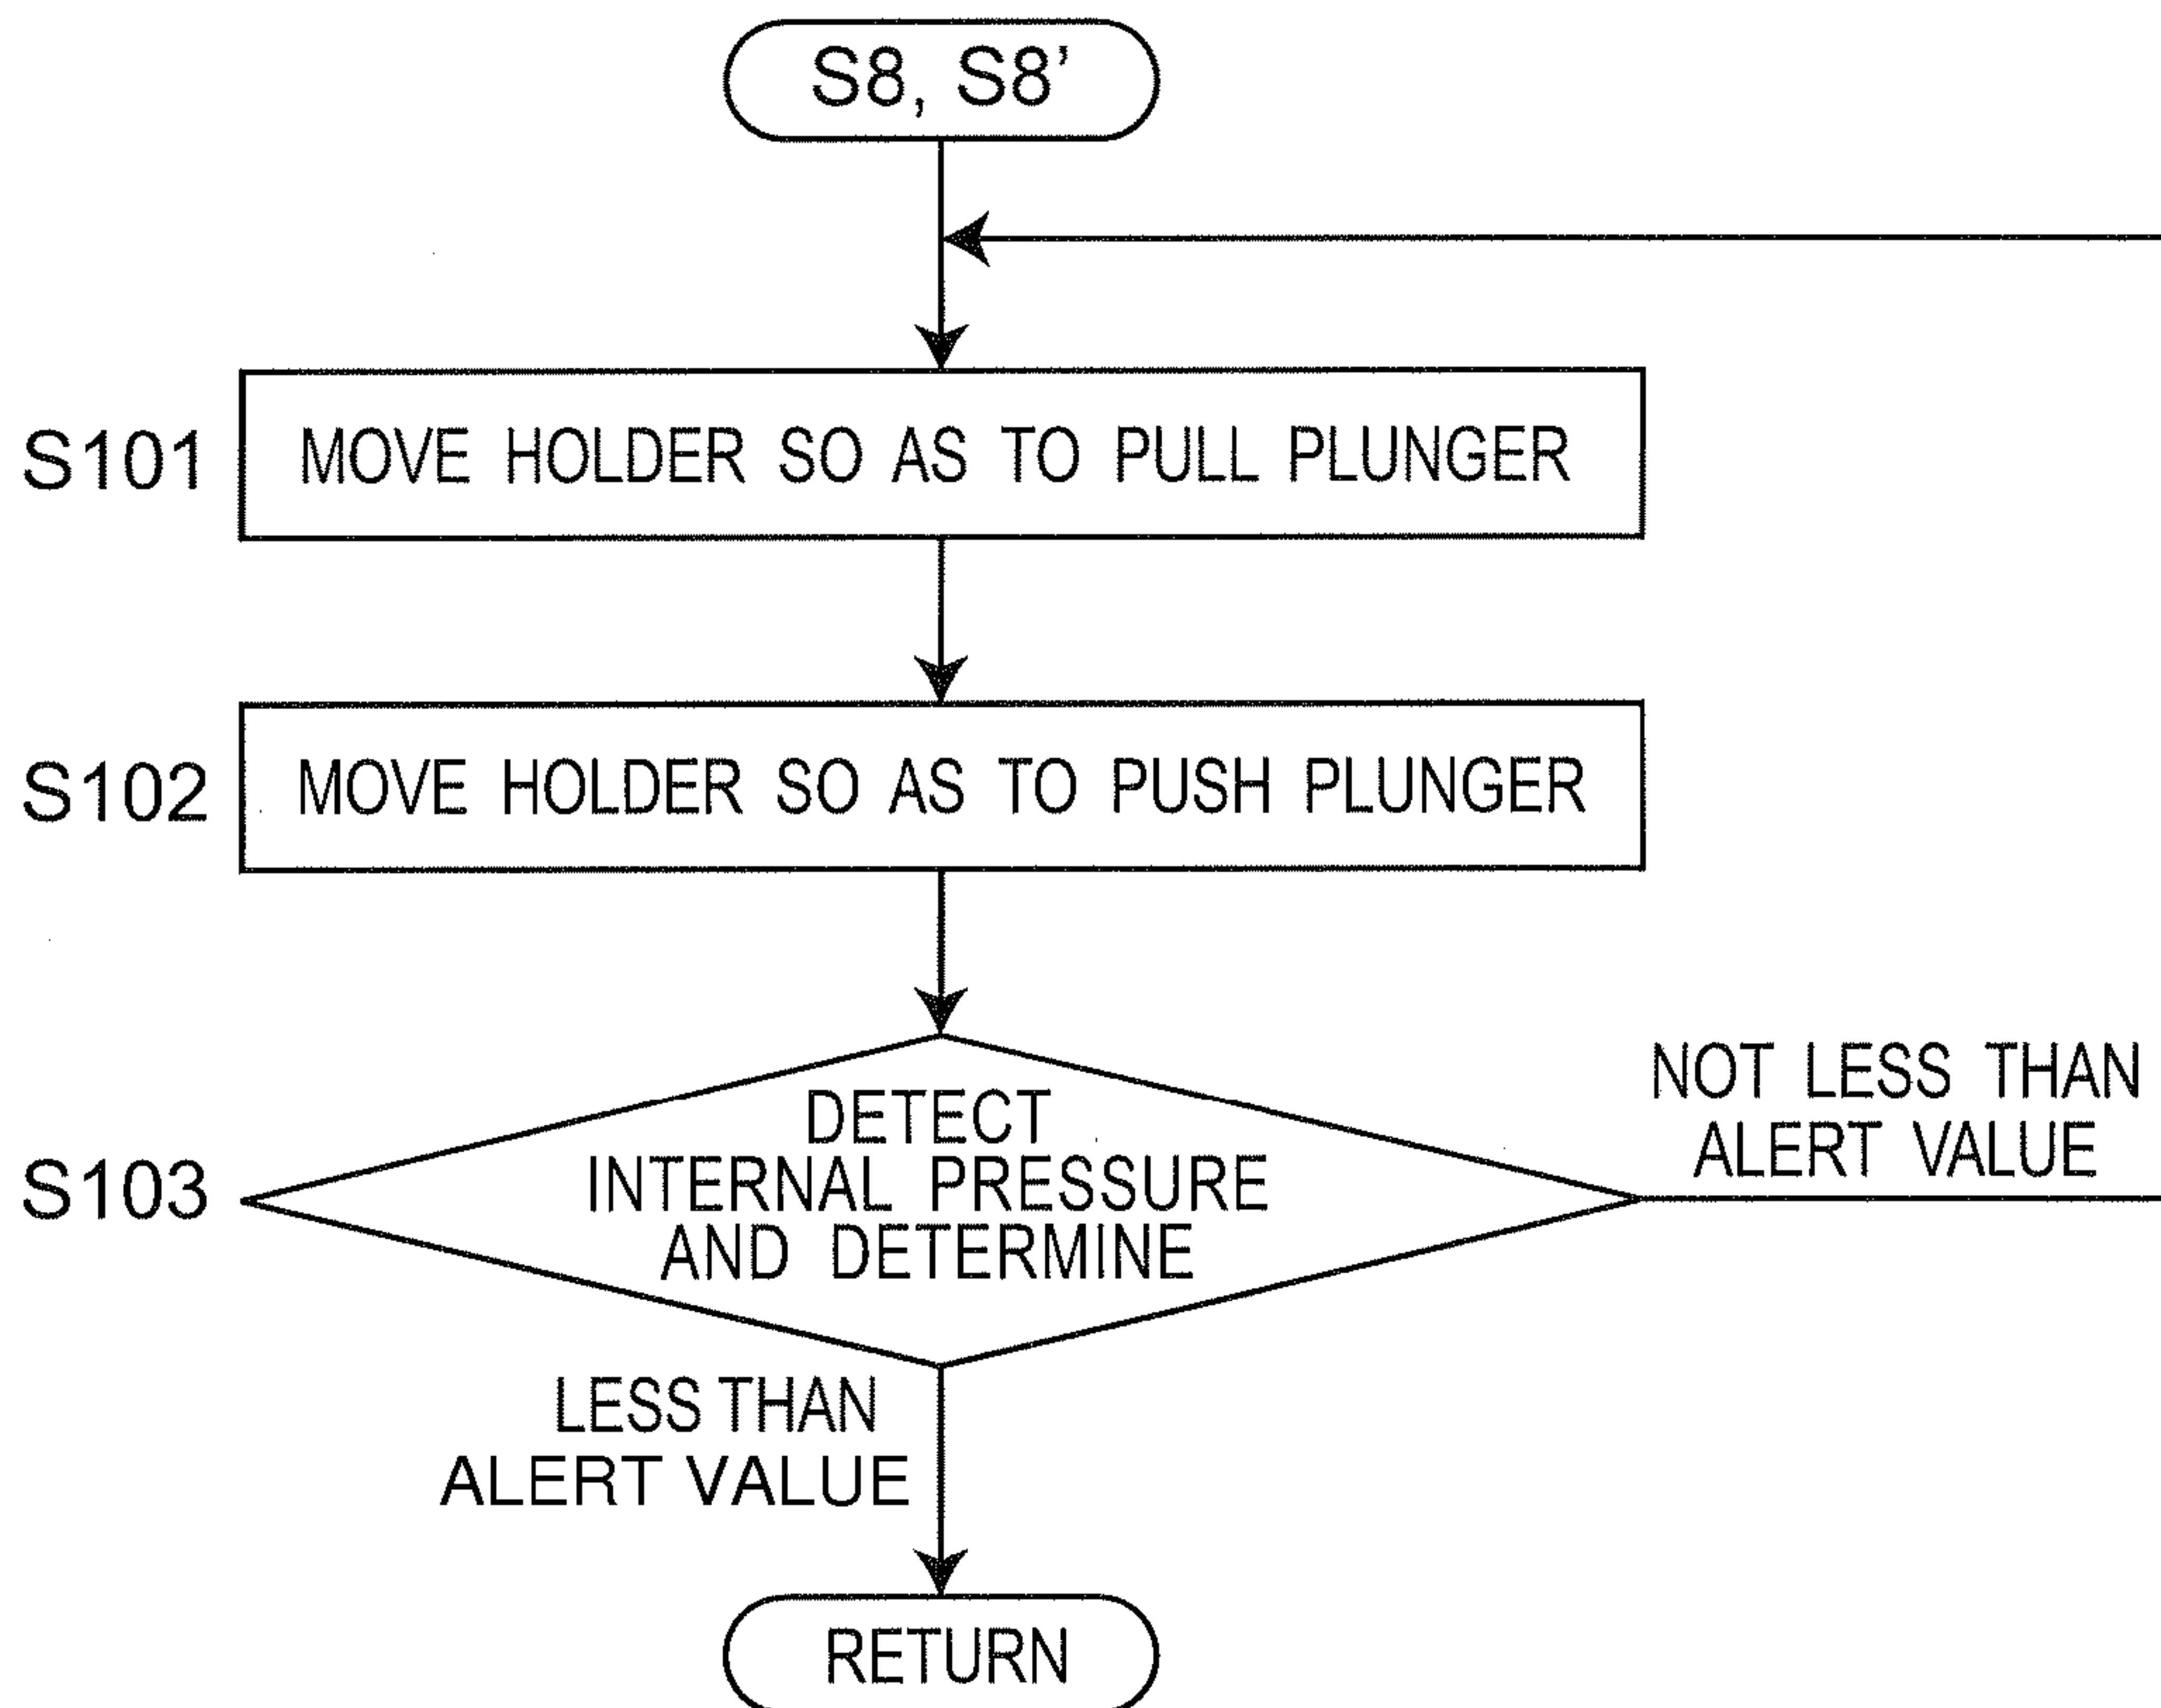 S8, S8’
S101
MOVE HOLDER SO AS TO PULL PLUNGER
S102
MOVE HOLDER SO AS TO PUSH PLUNGER
S103
DETECT
INTERNAL PRESSURE
AND DETERMINE
NOT LESS THAN
ALERT VALUE
LESS THAN
ALERT VALUE
RETURN